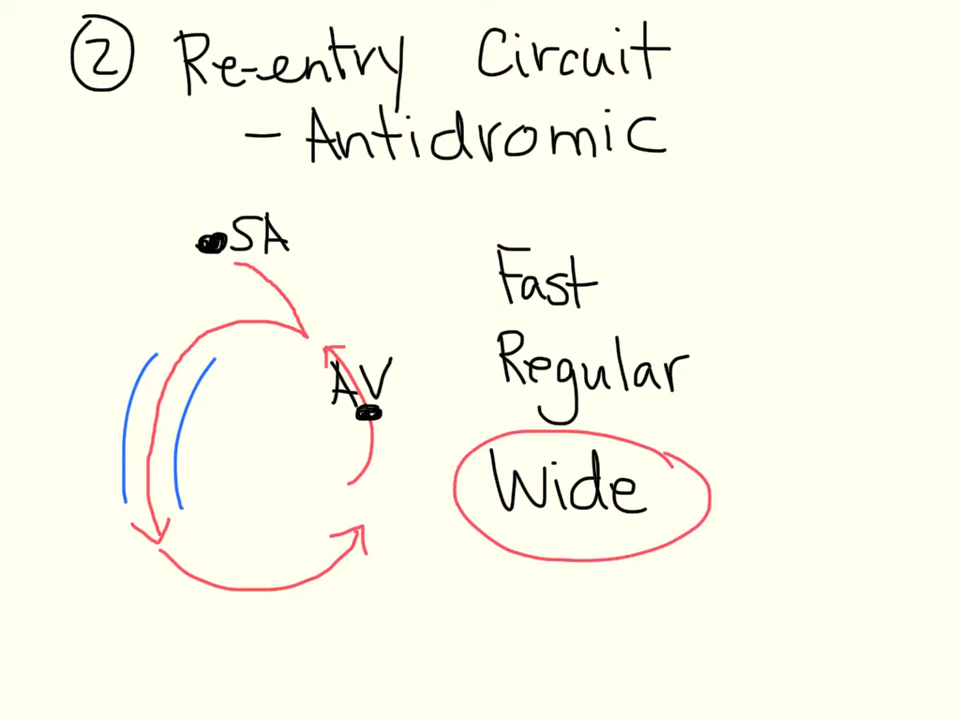 2 Re-entry Circuit
- Antidromic
SA
AV
Fast
Regular
Wide